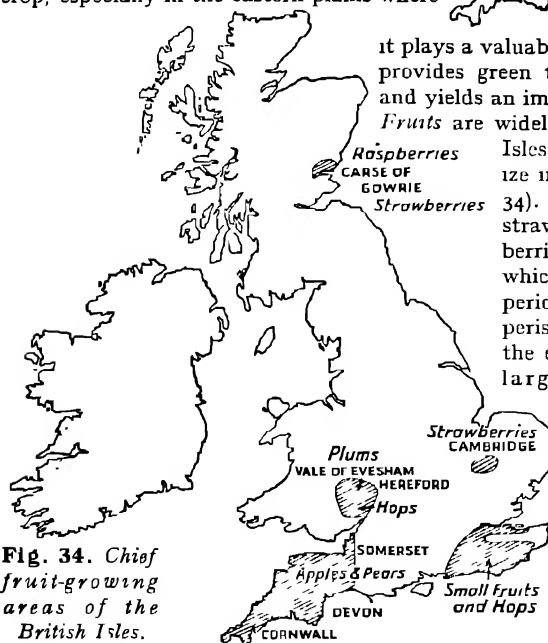 crop, especially in the eastern plains where
it plays a valuab
provides green t
and yields an im
Fruits are widel
Isles
ize in
34).
straw
berri
which
perio
peris
the e
larg
Raspberries
CARSE OF
GOWRIE
Strawberries
Strawberries
CAMBRIDGE
Plums
VALE OF EVESHAM
HEREFORD
Hops
SOMERSET
Apples & Pears
DEVON
CORNWALL
Small Fruits
and Hops
Fig. 34. Chief
fruit-growing
areas of the
British Isles.